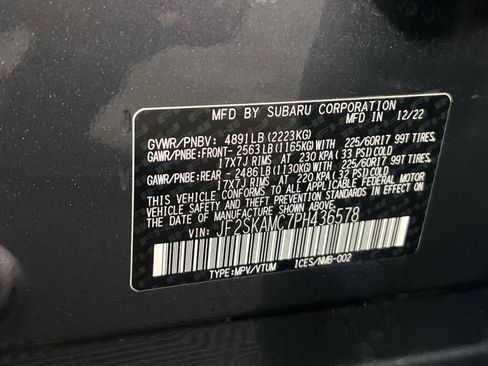 MFD BY SUBARU CORPORATION
MFD.IN 12/22
GVWR/PNBV: 4891LB(2223KG)
GAWR/PNBE:FRONT- 2563LB(1165KG)WITH 225/60R17 99T TIRES,
17X7J RIMS AT 230 KPA(33 PSI)COLD
GAWR/PNBE:REAR -2486LB(1130KG)WITH 225/60R17 99T TIRES,
17X7J RIMS AT 220 KPA(32 PSI)COLD
THIS VEHICLE CONFORMS TO ALL APPLICABLE FEDERAL MOTOR
VEHICLE SAFETY AND THEFT PREVENTION STANDARDS IN
EFFECT ON THE DATE OF MANUFACTURE SHOWN ABOVE.
VIN: JF2SKAMC7PH436578
TYPE:MPV/VTUM ICES/NMB-002